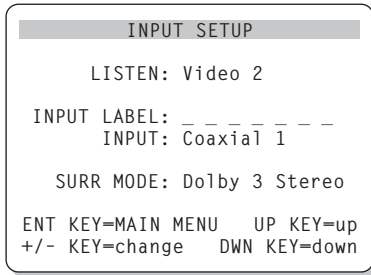 INPUT SETUP
LISTEN: Video 2
INPUT LABEL: _ _ _ _ _ _ _
INPUT: Coaxial 1
SURR MODE: Dolby 3 Stereo
ENT KEY=MAIN MENU UP KEY=up
+/- KEY=change DWN KEY=down